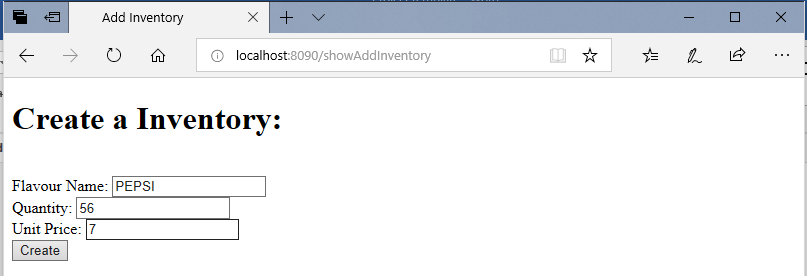 Add Inventory
localhost:8090/showAddInventory
Create a Inventory:
Flavour Name: PEPSI
Quantity: 56
Unit Price: 7
Create